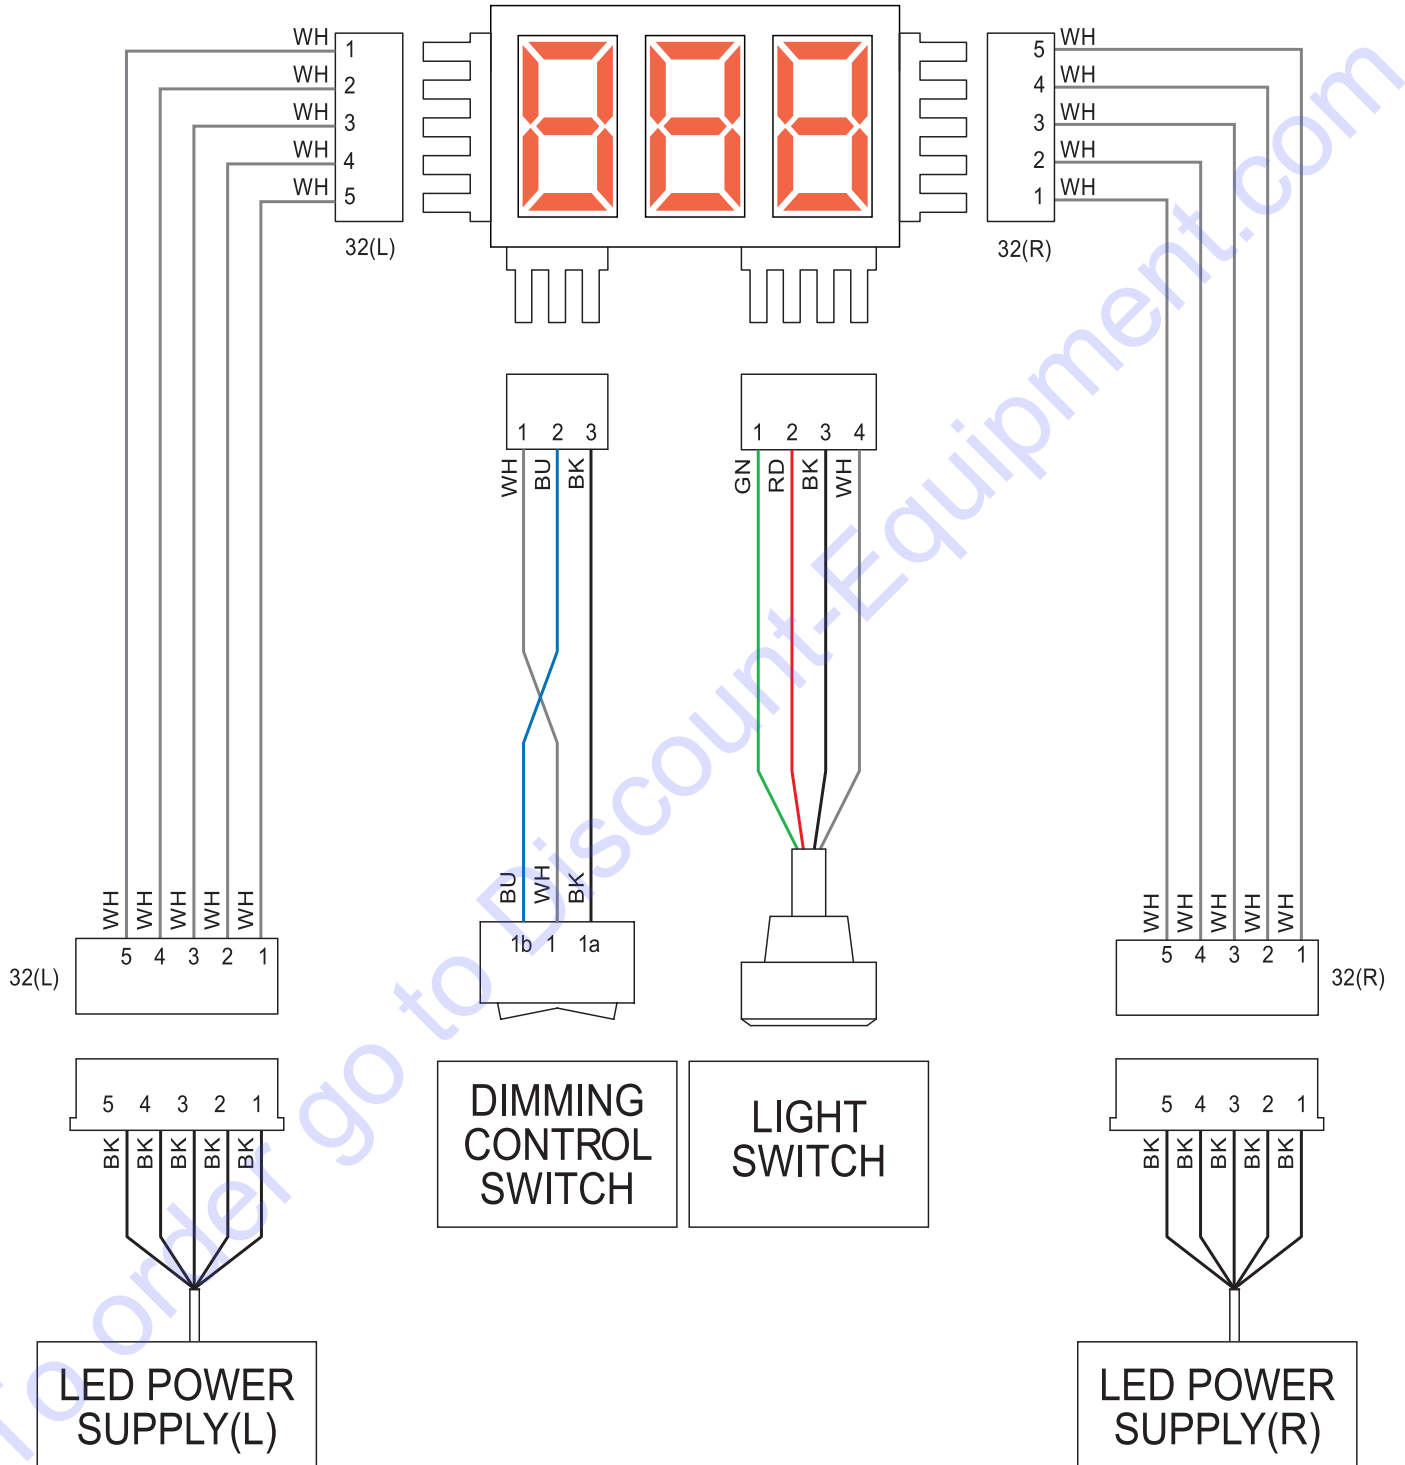 WH 1
WH 2
WH 3
WH 4
WH 5
32(L)
5 WH
4 WH
3 WH
2 WH
1 WH
32(R)
1 2 3
WH BU BK
1 2 3 4
GN RD BK WH
WH WH WH WH WH
5 4 3 2 1
32(L)
BU WH BK
1b 1 1a
WH WH WH WH WH
5 4 3 2 1
32(R)
5 4 3 2 1
BK BK BK BK BK
DIMMING
CONTROL
SWITCH
LIGHT
SWITCH
5 4 3 2 1
BK BK BK BK BK
LED POWER
SUPPLY(L)
LED POWER
SUPPLY(R)
To order go to Discount-Equipment.com